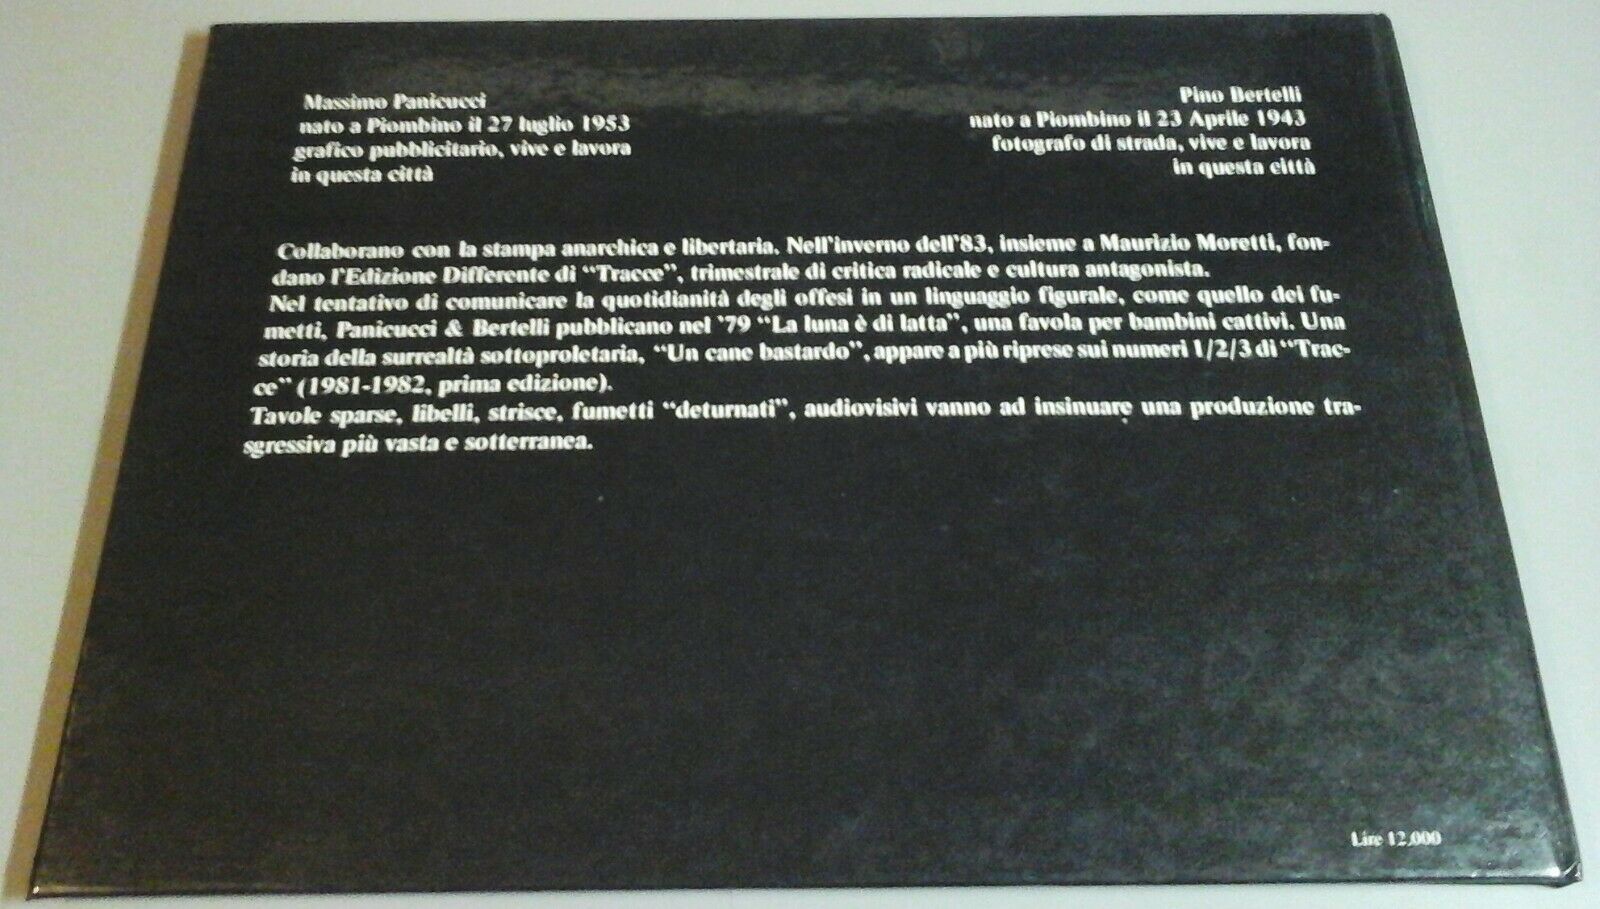 Massimo Panicucci
nato a Piombino il 27 luglio 1953
grafico pubblicitario, vive e lavora
in questa città
Pino Bertelli
nato a Piombino il 23 Aprile 1943
fotografo di strada, vive e lavora
in questa città
Collaborano con la stampa anarchica e libertaria. Nell'inverno dell'83, insieme a Maurizio Moretti, fon-
dano l'Edizione Differente di “Tracce”, trimestrale di critica radicale e cultura antagonista.
Nel tentativo di comunicare la quotidianità degli offesi in un linguaggio figurale, come quello dei fu-
metti, Panicucci & Bertelli pubblicano nel '79 “La luna è di latta”, una favola per bambini cattivi. Una
storia della surrealtà sottoproletaria, “Un cane bastardo”, appare a più riprese sui numeri 1/2/3 di “Trac-
ce” (1981-1982, prima edizione).
Tavole sparse, libelli, strisce, fumetti “deturnati”, audiovisivi vanno ad insinuare una produzione tra-
sgressiva più vasta e sotterranea.
Lire 12.000